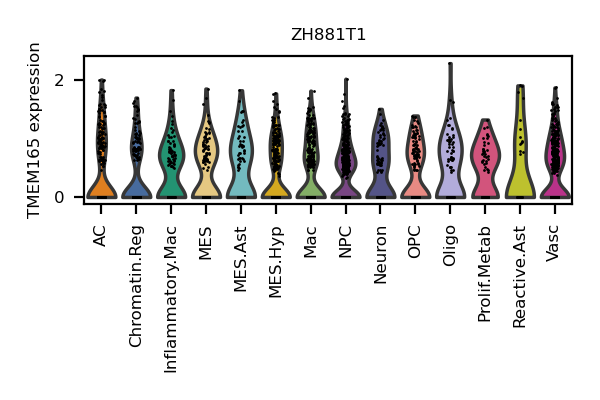 ZH881T1
TMEM165 expression
2
0
AC
Chromatin.Reg
Inflammatory.Mac
MES
MES.Ast
MES.Hyp
Mac
NPC
Neuron
OPC
Oligo
Prolif.Metab
Reactive.Ast
Vasc